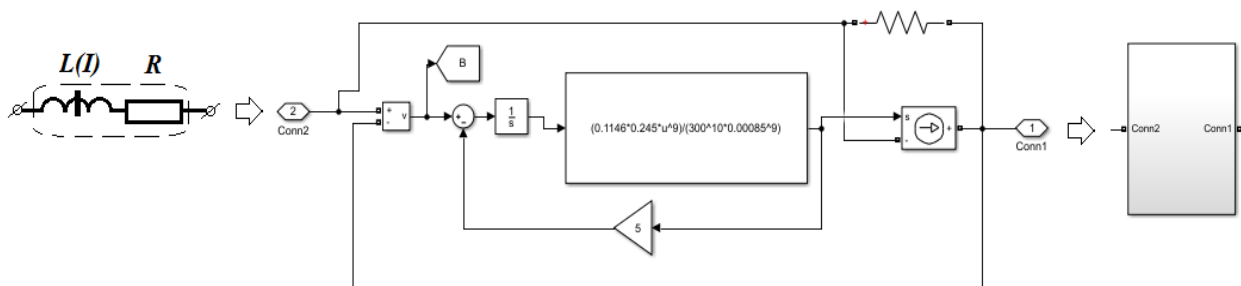 L(I) R
2
Conn2
+
-
v
B
+
-
1
s
(0.1146*0.245*u^9)/(300^10*0.00085^9)
5
+
s
-
+
1
Conn1
Conn2
Conn1